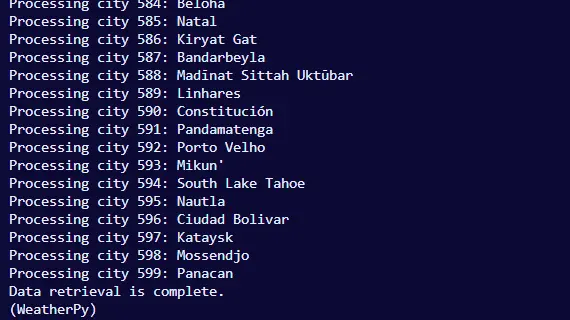 Processing city 584: Beloha
Processing city 585: Natal
Processing city 586: Kiryat Gat
Processing city 587: Bandarbeyla
Processing city 588: Madīnat Sittah Uktūbar
Processing city 589: Linhares
Processing city 590: Constitución
Processing city 591: Pandamatenga
Processing city 592: Porto Velho
Processing city 593: Mikun'
Processing city 594: South Lake Tahoe
Processing city 595: Nautla
Processing city 596: Ciudad Bolivar
Processing city 597: Kataysk
Processing city 598: Mossendjo
Processing city 599: Panacan
Data retrieval is complete.
(WeatherPy)